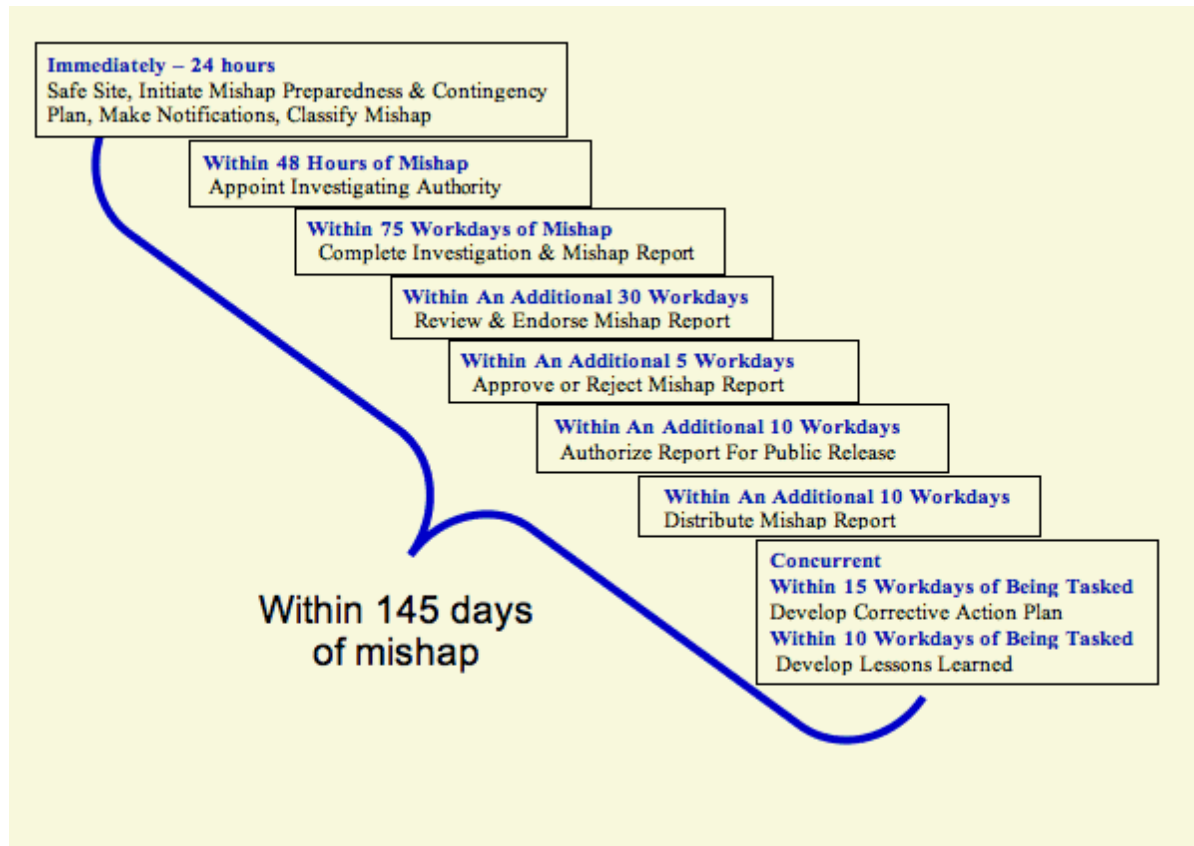 Immediately – 24 hours
Safe Site, Initiate Mishap Preparedness & Contingency
Plan, Make Notifications, Classify Mishap
Within 48 Hours of Mishap
Appoint Investigating Authority
Within 75 Workdays of Mishap
Complete Investigation & Mishap Report
Within An Additional 30 Workdays
Review & Endorse Mishap Report
Within An Additional 5 Workdays
Approve or Reject Mishap Report
Within An Additional 10 Workdays
Authorize Report For Public Release
Within An Additional 10 Workdays
Distribute Mishap Report
Concurrent
Within 15 Workdays of Being Tasked
Develop Corrective Action Plan
Within 10 Workdays of Being Tasked
Develop Lessons Learned
Within 145 days
of mishap